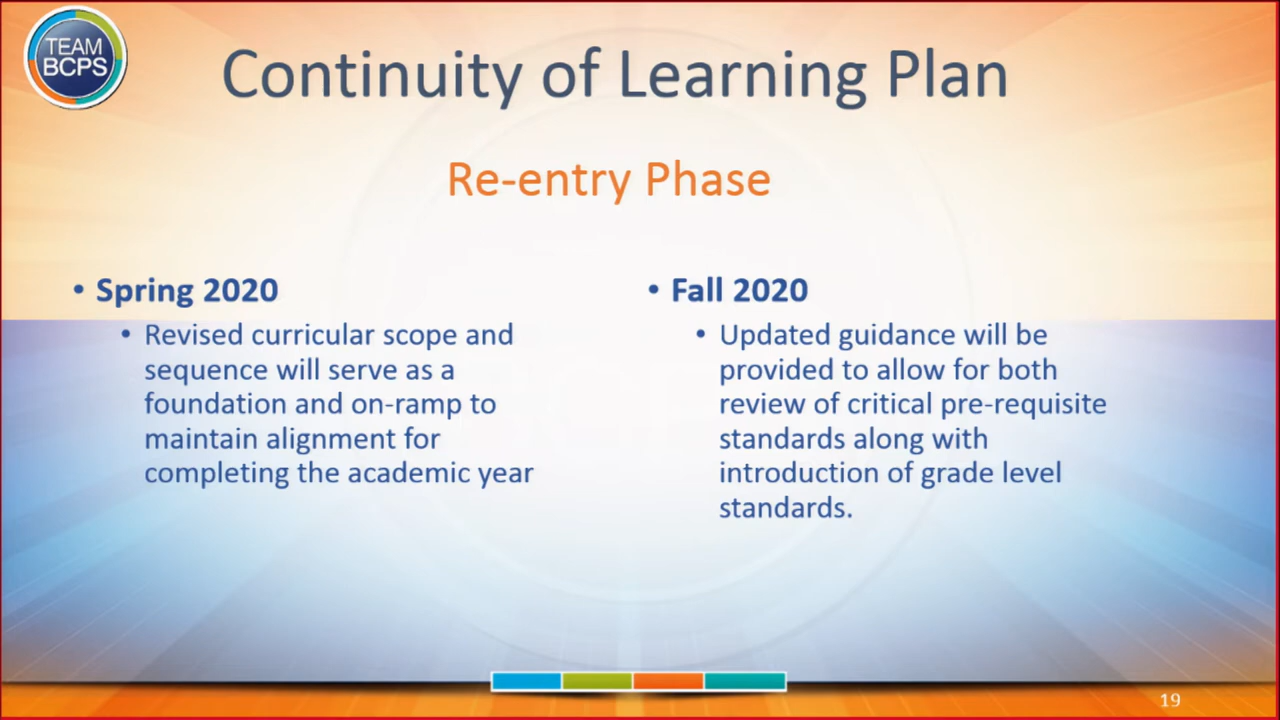 TEAM
BCPS
Continuity of Learning Plan
Re-entry Phase
• Spring 2020
• Revised curricular scope and
sequence will serve as a
foundation and on-ramp to
maintain alignment for
completing the academic year
• Fall 2020
• Updated guidance will be
provided to allow for both
review of critical pre-requisite
standards along with
introduction of grade level
standards.
19